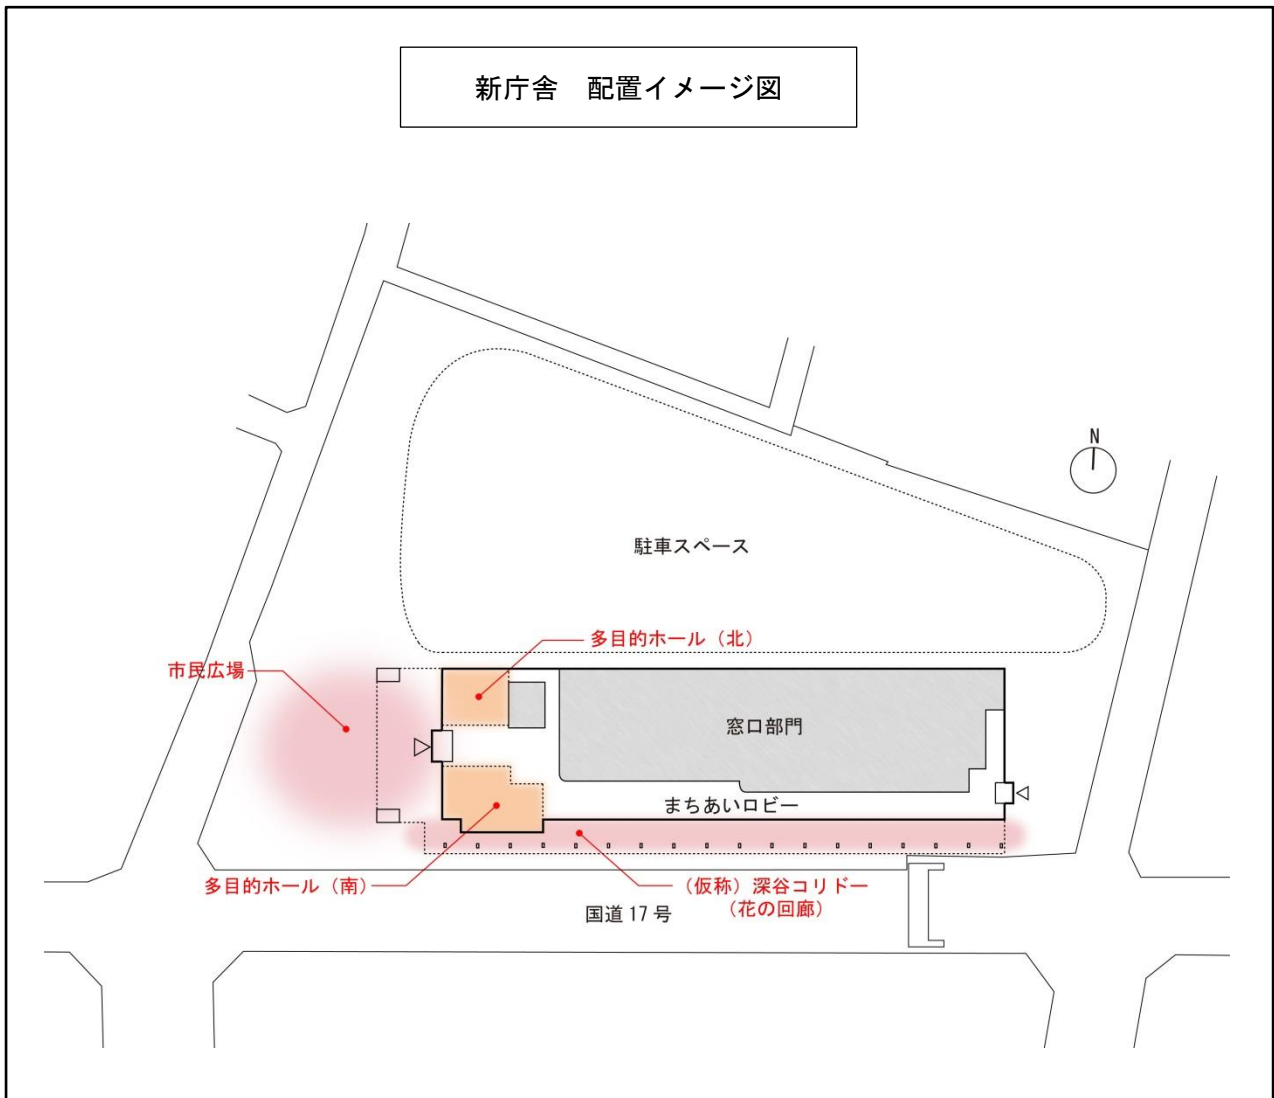 新庁舎　配置イメージ図
N
駐車スペース
多目的ホール（北）
市民広場
窓口部門
まちあいロビー
多目的ホール（南）
（仮称）深谷コリドー
（花の回廊）
国道 17 号